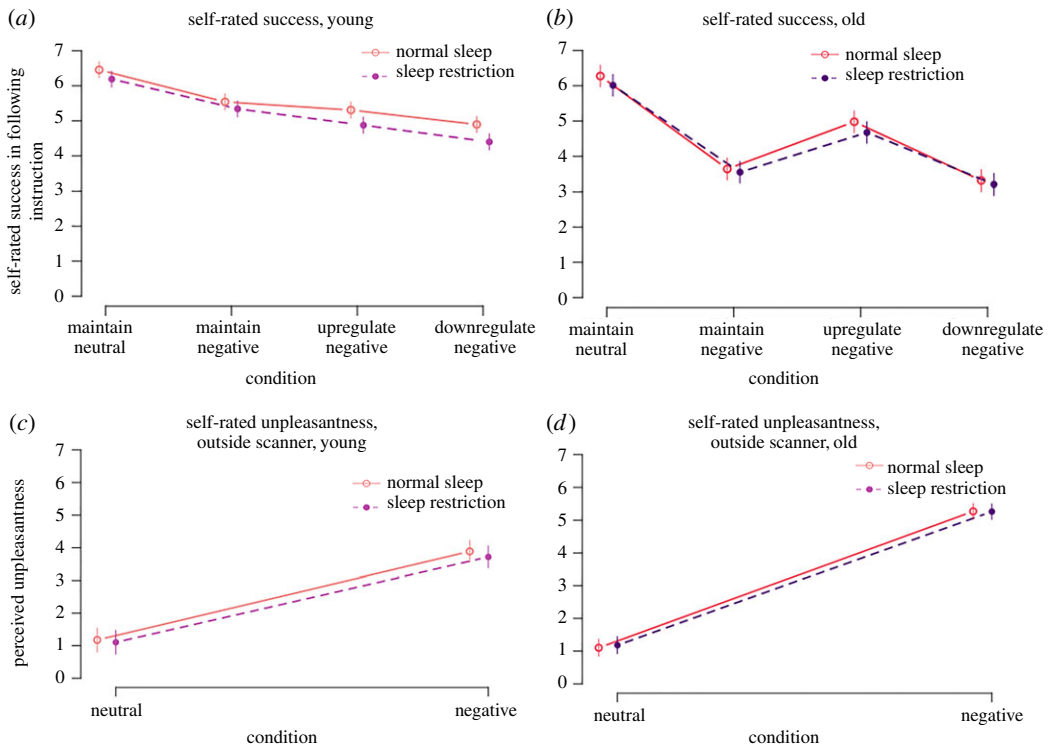 (a)
self-rated success, young
normal sleep
sleep restriction
self-rated success in following
instruction
7
6
5
4
3
2
1
0
maintain
neutral
maintain
negative
upregulate
negative
downregulate
negative
condition
(b)
self-rated success, old
normal sleep
sleep restriction
7
6
5
4
3
2
1
0
maintain
neutral
maintain
negative
upregulate
negative
downregulate
negative
condition
(c)
self-rated unpleasantness,
outside scanner, young
normal sleep
sleep restriction
perceived unpleasantness
7
6
5
4
3
2
1
0
neutral
negative
condition
(d)
self-rated unpleasantness,
outside scanner, old
normal sleep
sleep restriction
7
6
5
4
3
2
1
0
neutral
negative
condition